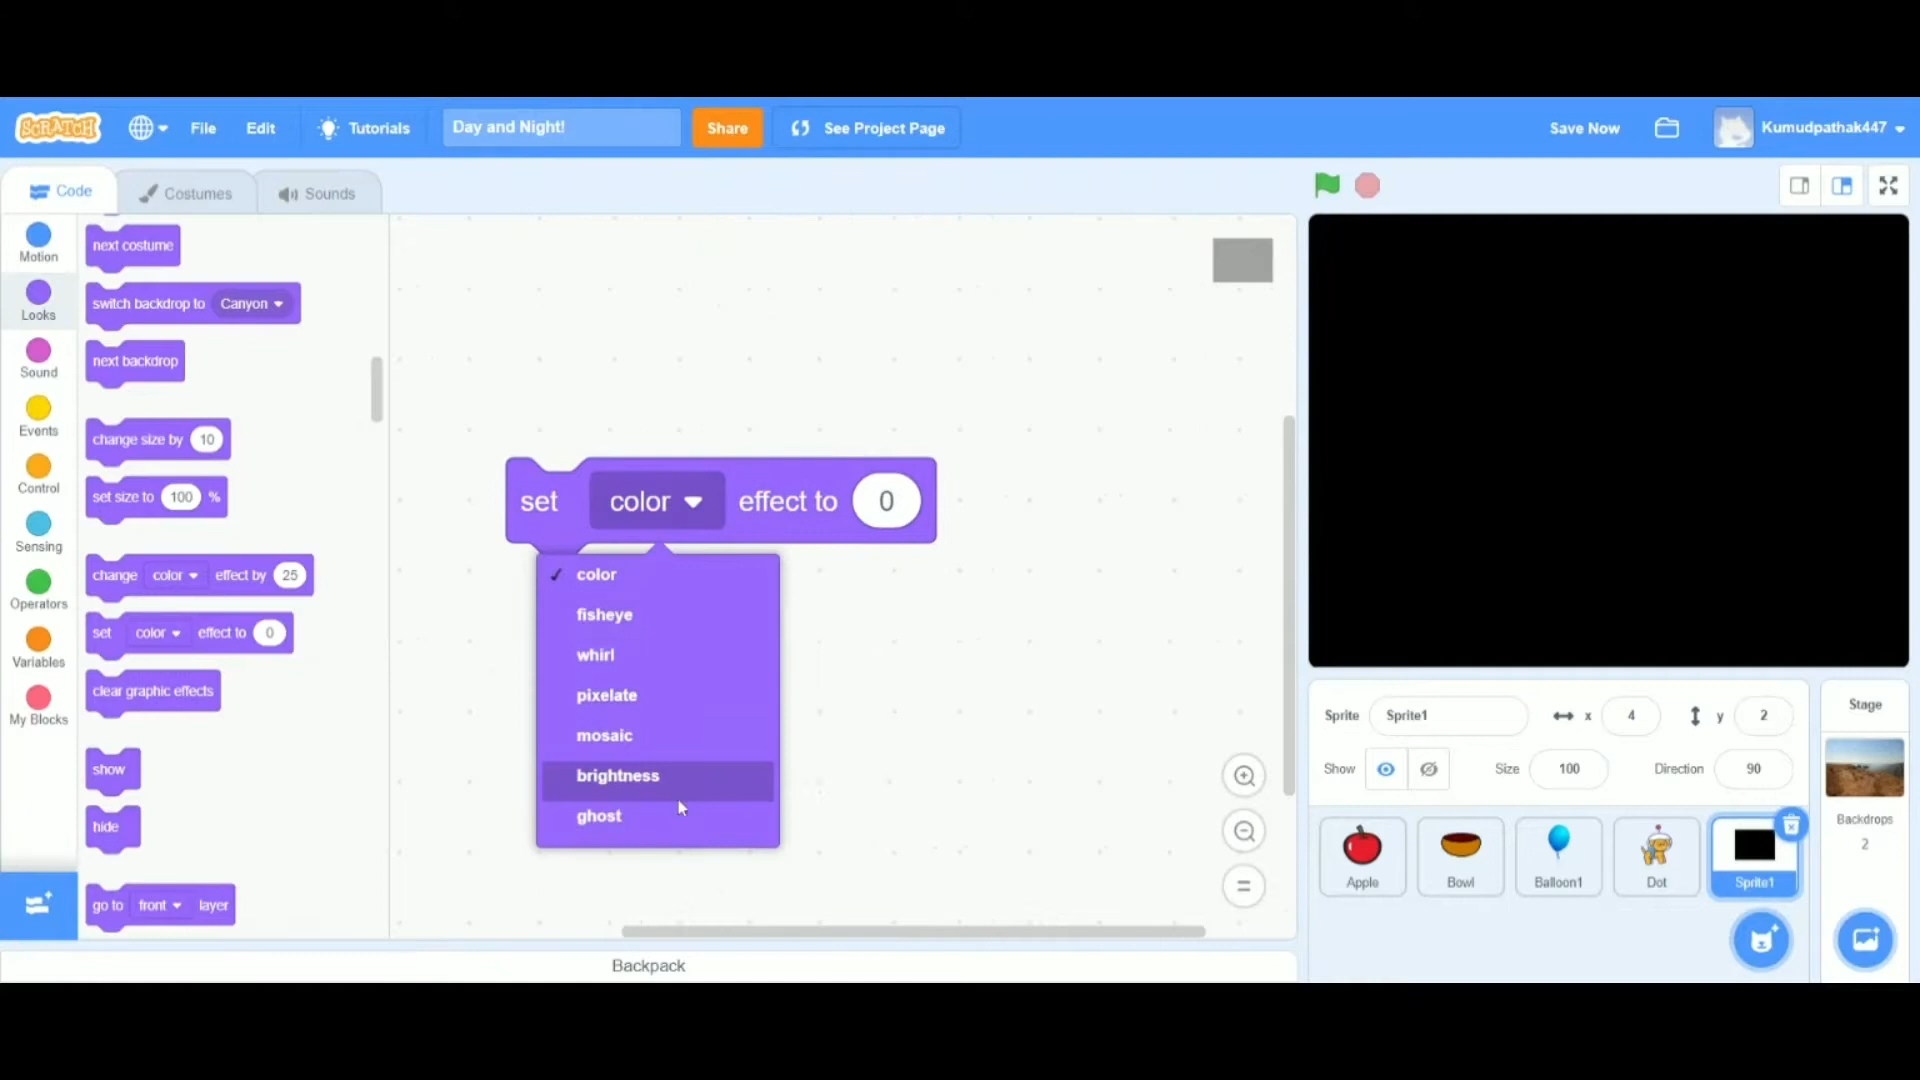 SCRATCH
File
Edit
Tutorials
Day and Night!
Share
See Project Page
Save Now
Kumudpathak447
Code
Costumes
Sounds
Motion
Looks
Sound
Events
Control
Sensing
Operators
Variables
My Blocks
next costume
switch backdrop to Canyon
next backdrop
change size by 10
set size to 100 %
change color effect by 25
set color effect to 0
clear graphic effects
show
hide
go to front layer
set color effect to 0
✓ color
fisheye
whirl
pixelate
mosaic
brightness
ghost
Backpack
Sprite Sprite1 x 4 y 2
Show Size 100 Direction 90
Apple
Bowl
Balloon1
Dot
Sprite1
Stage
Backdrops
2